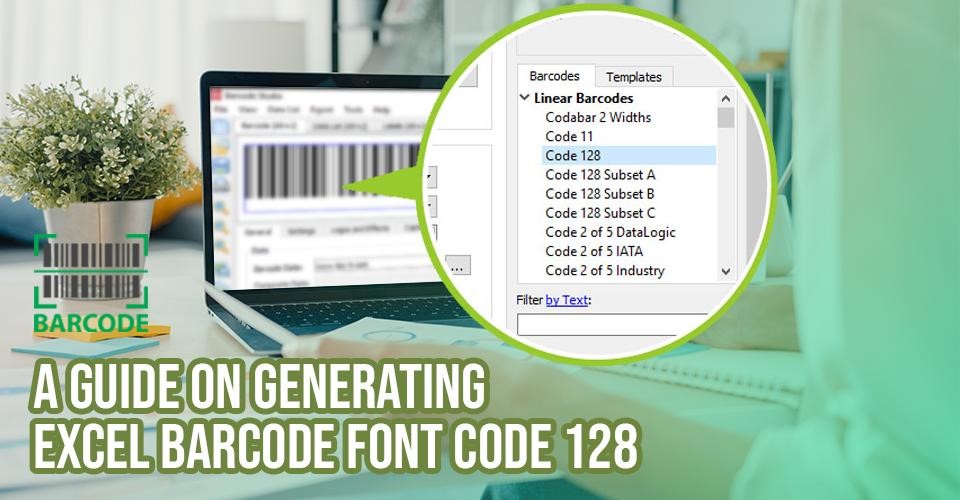 Barcode Studio
Barcodes
Templates
Linear Barcodes
Codabar 2 Widths
Code 11
Code 128
Code 128 Subset A
Code 128 Subset B
Code 128 Subset C
Code 2 of 5 DataLogic
Code 2 of 5 IATA
Code 2 of 5 Industry
Filter by Text:
...
BARCODE
A GUIDE ON GENERATING
EXCEL BARCODE FONT CODE 128